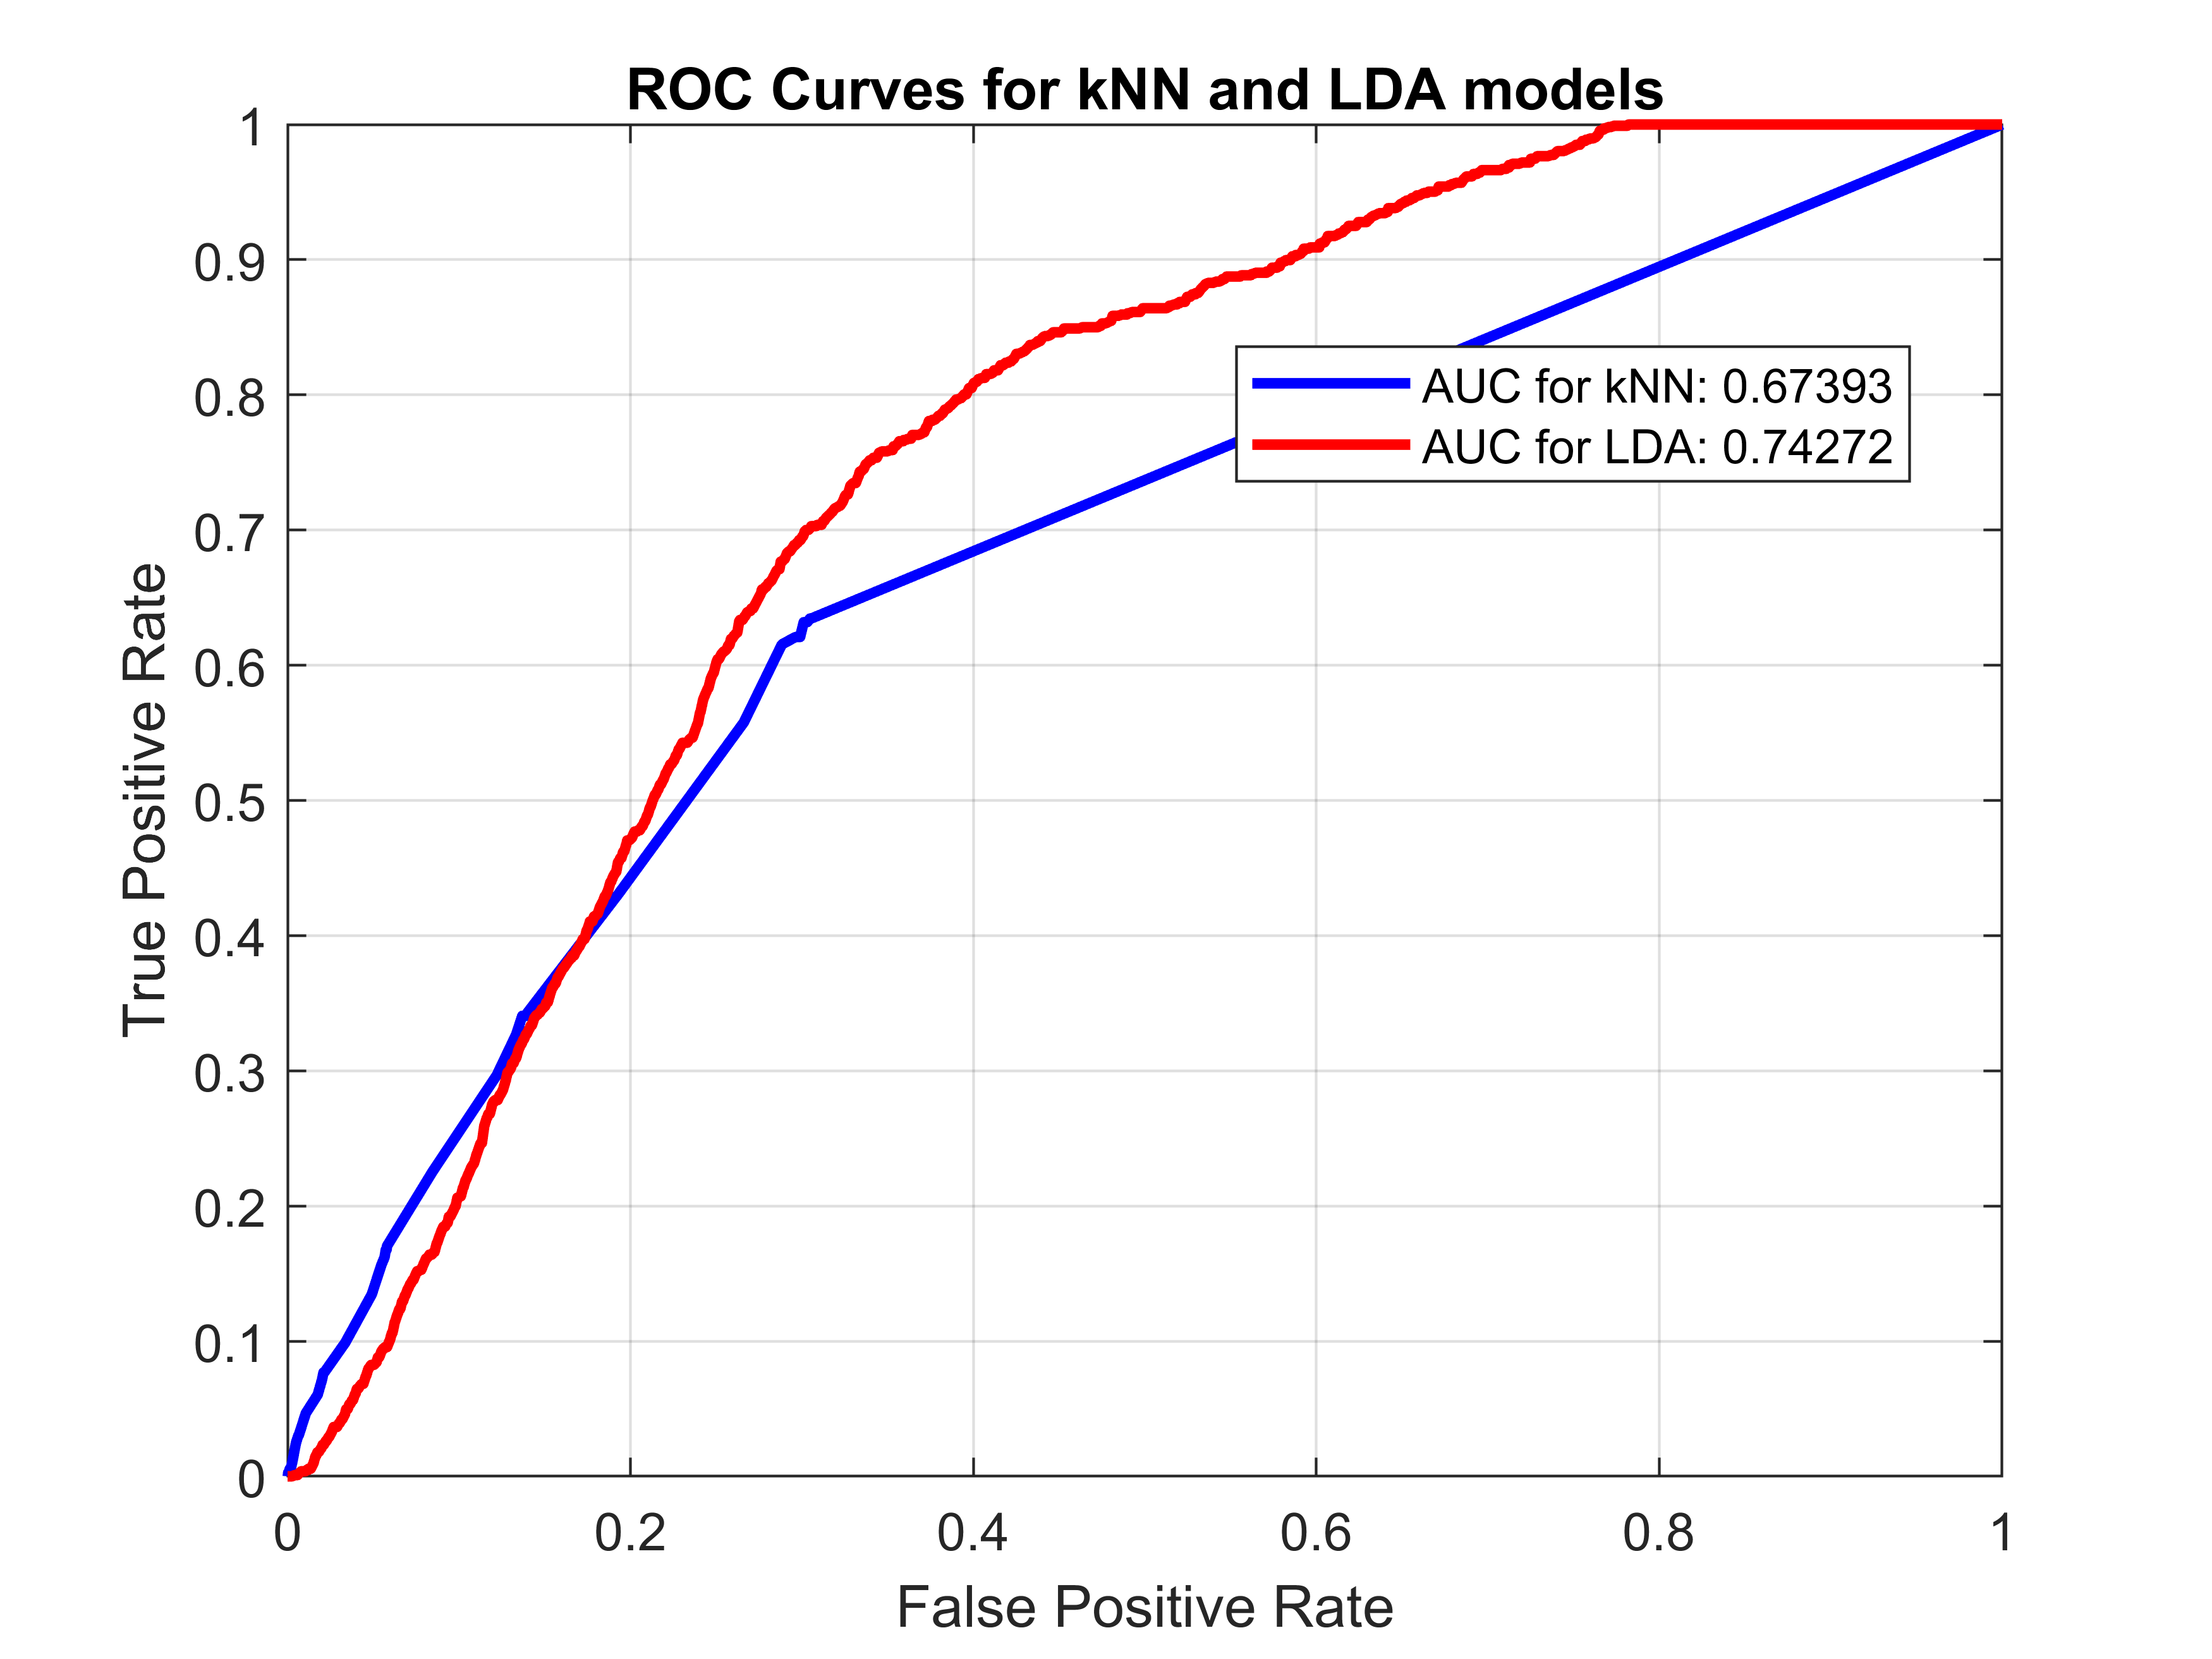 ROC Curves for kNN and LDA models
1
0.9
0.8
0.7
0.6
0.5
0.4
0.3
0.2
0.1
0
True Positive Rate
AUC for kNN: 0.67393
AUC for LDA: 0.74272
0 0.2 0.4 0.6 0.8 1
False Positive Rate